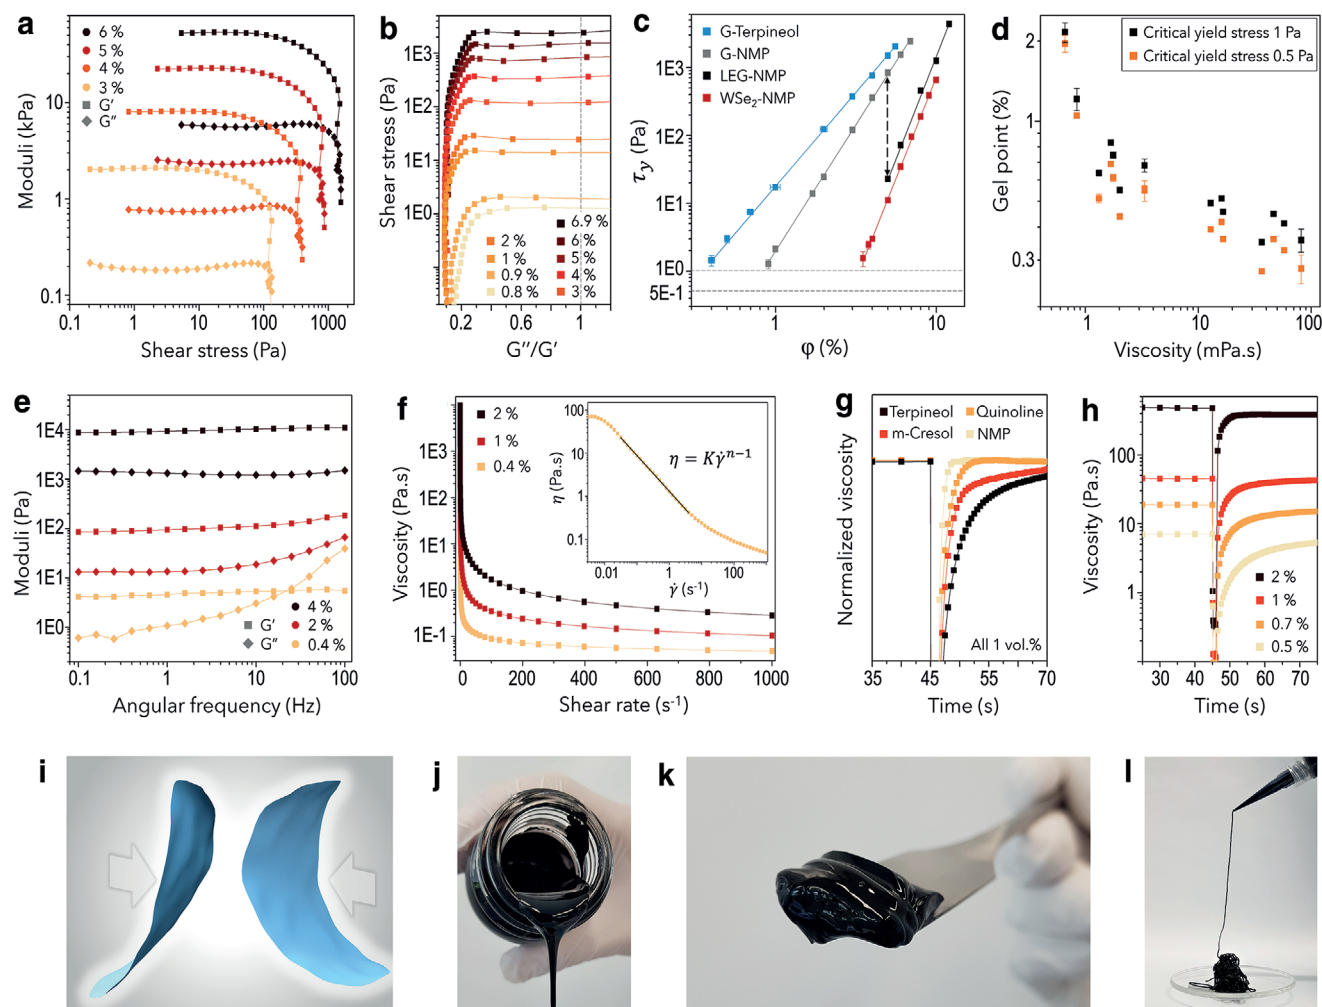 a
6 %
5 %
4 %
3 %
G'
G″
Moduli (kPa)
10
1
0.1
0.1
1
10
100
1000
Shear stress (Pa)
b
Shear stress (Pa)
1E3
1E2
1E1
1E0
2 %
1 %
0.9 %
0.8 %
6.9 %
6 %
5 %
4 %
3 %
0.2
0.6
1
G″/G'
c
G-Terpineol
G-NMP
LEG-NMP
WSe₂-NMP
τy (Pa)
1E3
1E2
1E1
1E0
5E-1
1
10
φ (%)
d
Critical yield stress 1 Pa
Critical yield stress 0.5 Pa
Gel point (%)
2
1
0.3
1
10
100
Viscosity (mPa.s)
e
Moduli (Pa)
1E4
1E3
1E2
1E1
1E0
G'
G″
4 %
2 %
0.4 %
0.1
1
10
100
Angular frequency (Hz)
f
2 %
1 %
0.4 %
Viscosity (Pa.s)
1E3
1E2
1E1
1E0
1E-1
0
200
400
600
800
1000
Shear rate (s⁻¹)
η (Pa.s)
100
10
1
0.1
η = Kγ̇ⁿ⁻¹
0.01
1
100
γ̇ (s⁻¹)
g
Terpineol
Quinoline
m-Cresol
NMP
Normalized viscosity
All 1 vol.%
35
45
55
70
Time (s)
h
Viscosity (Pa.s)
100
10
1
2 %
1 %
0.7 %
0.5 %
30
45
60
Time (s)
i
j
k
l